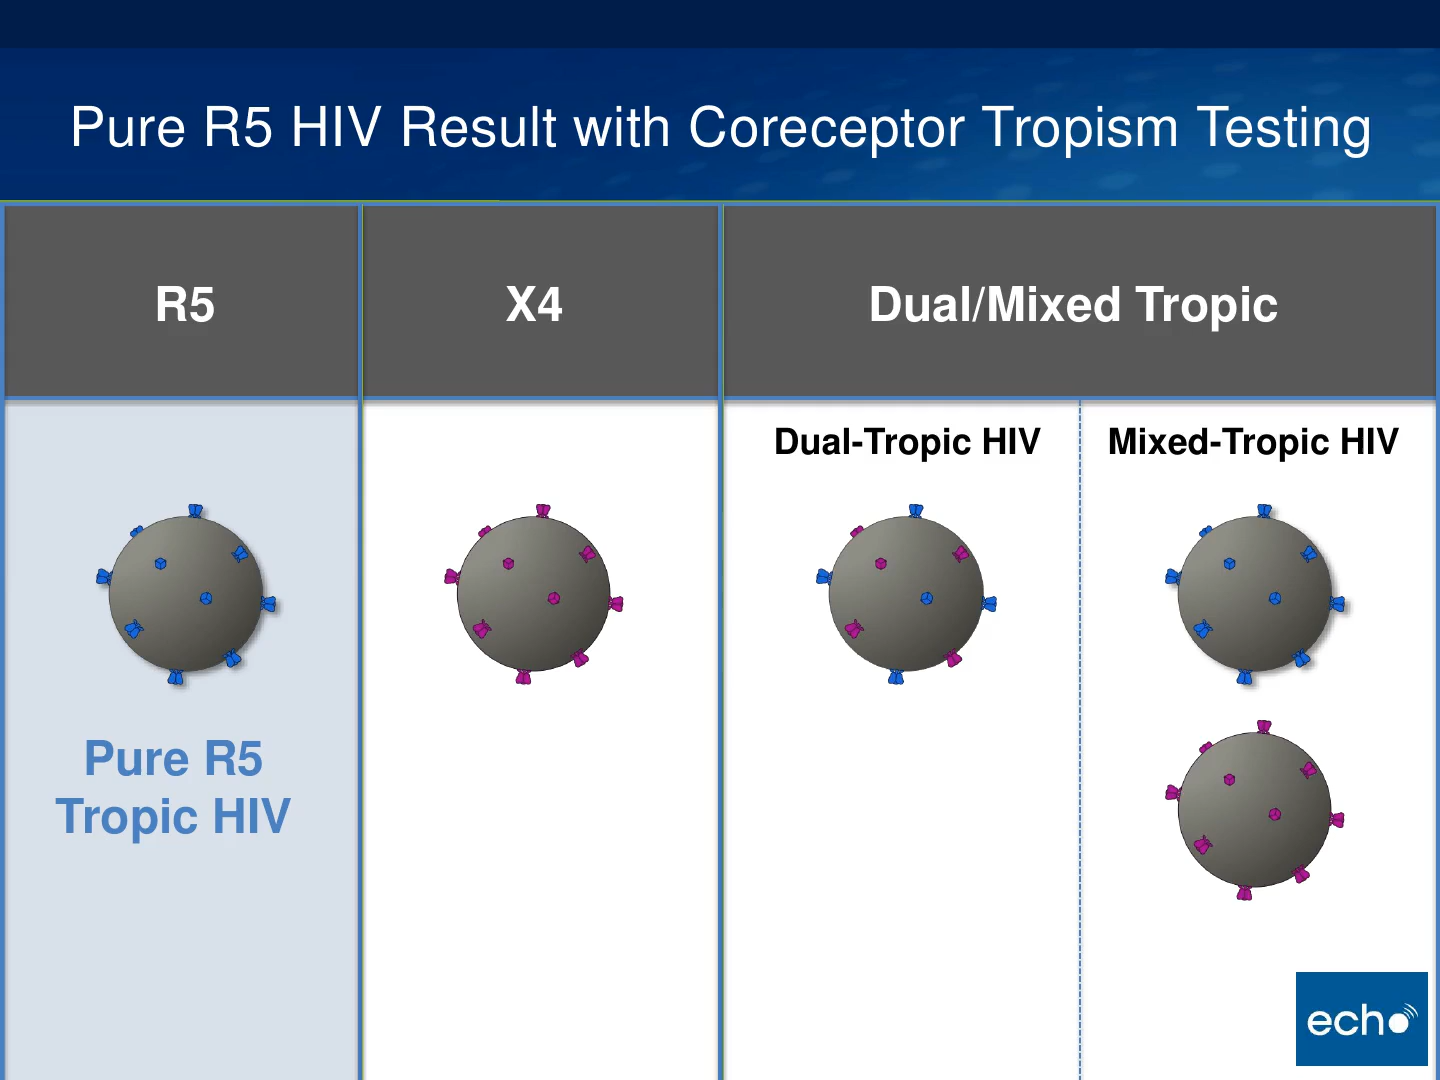 Pure R5 HIV Result with Coreceptor Tropism Testing
R5
X4
Dual/Mixed Tropic
Dual-Tropic HIV
Mixed-Tropic HIV
Pure R5
Tropic HIV
echo